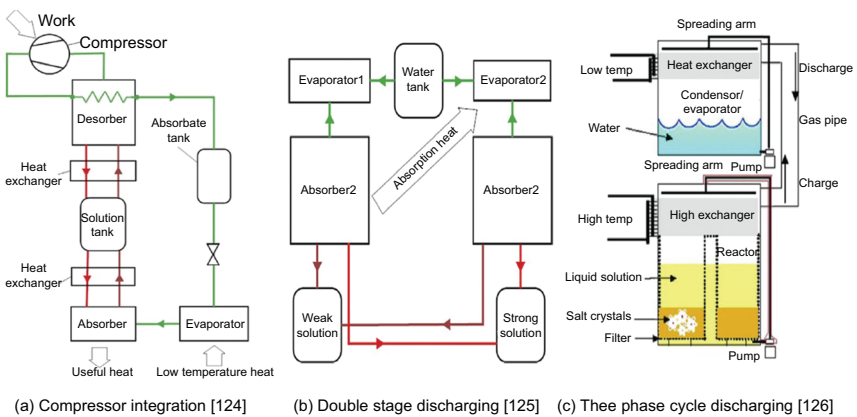 Work
Compressor
Desorber
Absorbate
tank
Heat
exchanger
Solution
tank
Heat
exchanger
Absorber
Evaporator
Useful heat
Low temperature heat
(a) Compressor integration [124]
Evaporator1
Water
tank
Evaporator2
Absorber2
Absorption heat
Absorber2
Weak
solution
Strong
solution
(b) Double stage discharging [125]
Spreading arm
Low temp
Heat exchanger
Discharge
Condensor/
evaporator
Gas pipe
Water
Spreading arm
Pump
Charge
High temp
High exchanger
Reactor
Liquid solution
Salt crystals
Filter
Pump
(c) Thee phase cycle discharging [126]